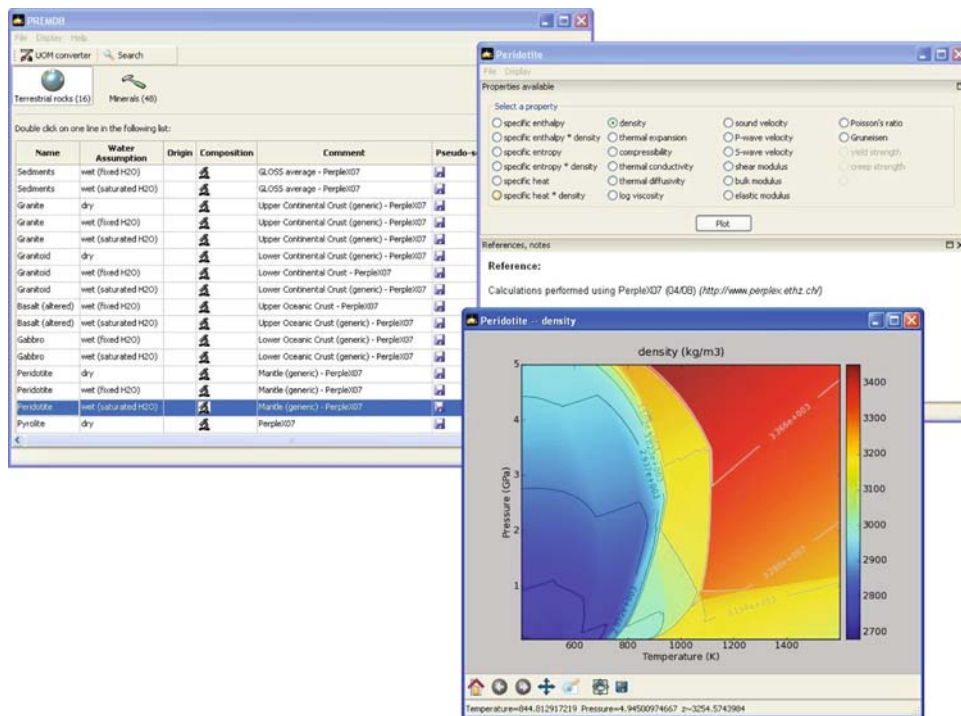 PREMDB
File Display Help
UOM converter Search
Terrestrial rocks (16) Minerals (48)
Double click on one line in the following list:
Name Water Assumption Origin Composition Comment
Sediments wet (fixed H2O) GLOSS average - PerpleX07
Sediments wet (saturated H2O) GLOSS average - PerpleX07
Granite dry Upper Continental Crust (generic) - PerpleX07
Granite wet (fixed H2O) Upper Continental Crust (generic) - PerpleX07
Granite wet (saturated H2O) Upper Continental Crust (generic) - PerpleX07
Granitoid dry Lower Continental Crust (generic) - PerpleX07
Granitoid wet (fixed H2O) Lower Continental Crust - PerpleX07
Granitoid wet (saturated H2O) Lower Continental Crust (generic) - PerpleX07
Basalt (altered) wet (fixed H2O) Upper Oceanic Crust - PerpleX07
Basalt (altered) wet (saturated H2O) Upper Oceanic Crust (generic) - PerpleX07
Gabbro wet (fixed H2O) Lower Oceanic Crust (generic) - PerpleX07
Gabbro wet (saturated H2O) Lower Oceanic Crust (generic) - PerpleX07
Peridotite dry Mantle (generic) - PerpleX07
Peridotite wet (fixed H2O) Mantle (generic) - PerpleX07
Peridotite wet (saturated H2O) Mantle (generic) - PerpleX07
Pyrolite dry PerpleX07
Peridotite
File Display
Properties available
Select a property
specific enthalpy density sound velocity Poisson's ratio
specific enthalpy * density thermal expansion P-wave velocity Gruneisen
specific entropy compressibility S-wave velocity yield strength
specific entropy * density thermal conductivity shear modulus creep strength
specific heat thermal diffusivity bulk modulus
specific heat * density log viscosity elastic modulus
Plot
References, notes
Reference:
Calculations performed using PerpleX07 (04/08) (http://www.perplex.ethz.ch/)
Peridotite -- density
density (kg/m3)
5
4
3
2
1
Pressure (GPa)
600 800 1000 1200 1400
Temperature (K)
3400
3300
3200
3100
3000
2900
2800
2700
3.366e+003
Temperature=844.812917219 Pressure=4.94500974667 z=3254.5743984